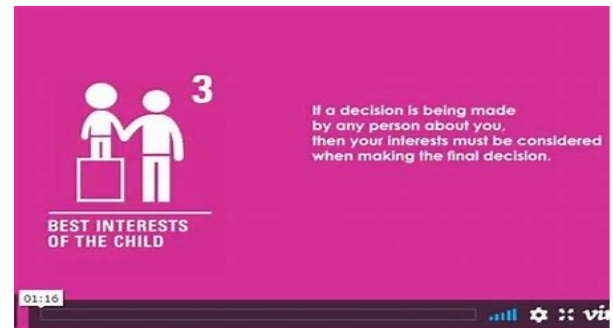 3
If a decision is being made
by any person about you,
then your interests must be considered
when making the final decision.
BEST INTERESTS
OF THE CHILD
01:16